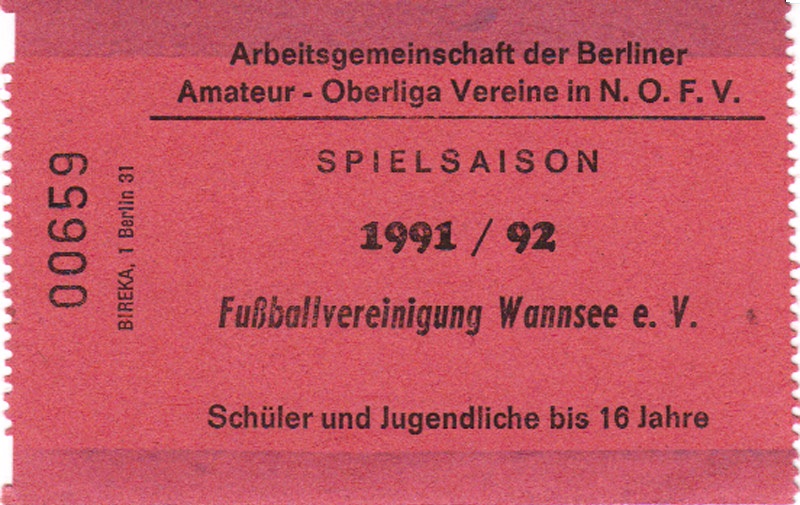 Arbeitsgemeinschaft der Berliner
Amateur - Oberliga Vereine in N. O. F. V.
SPIELSAISON
1991 / 92
Fußballvereinigung Wannsee e. V.
Schüler und Jugendliche bis 16 Jahre
00659
BIREKA, 1 Berlin 31